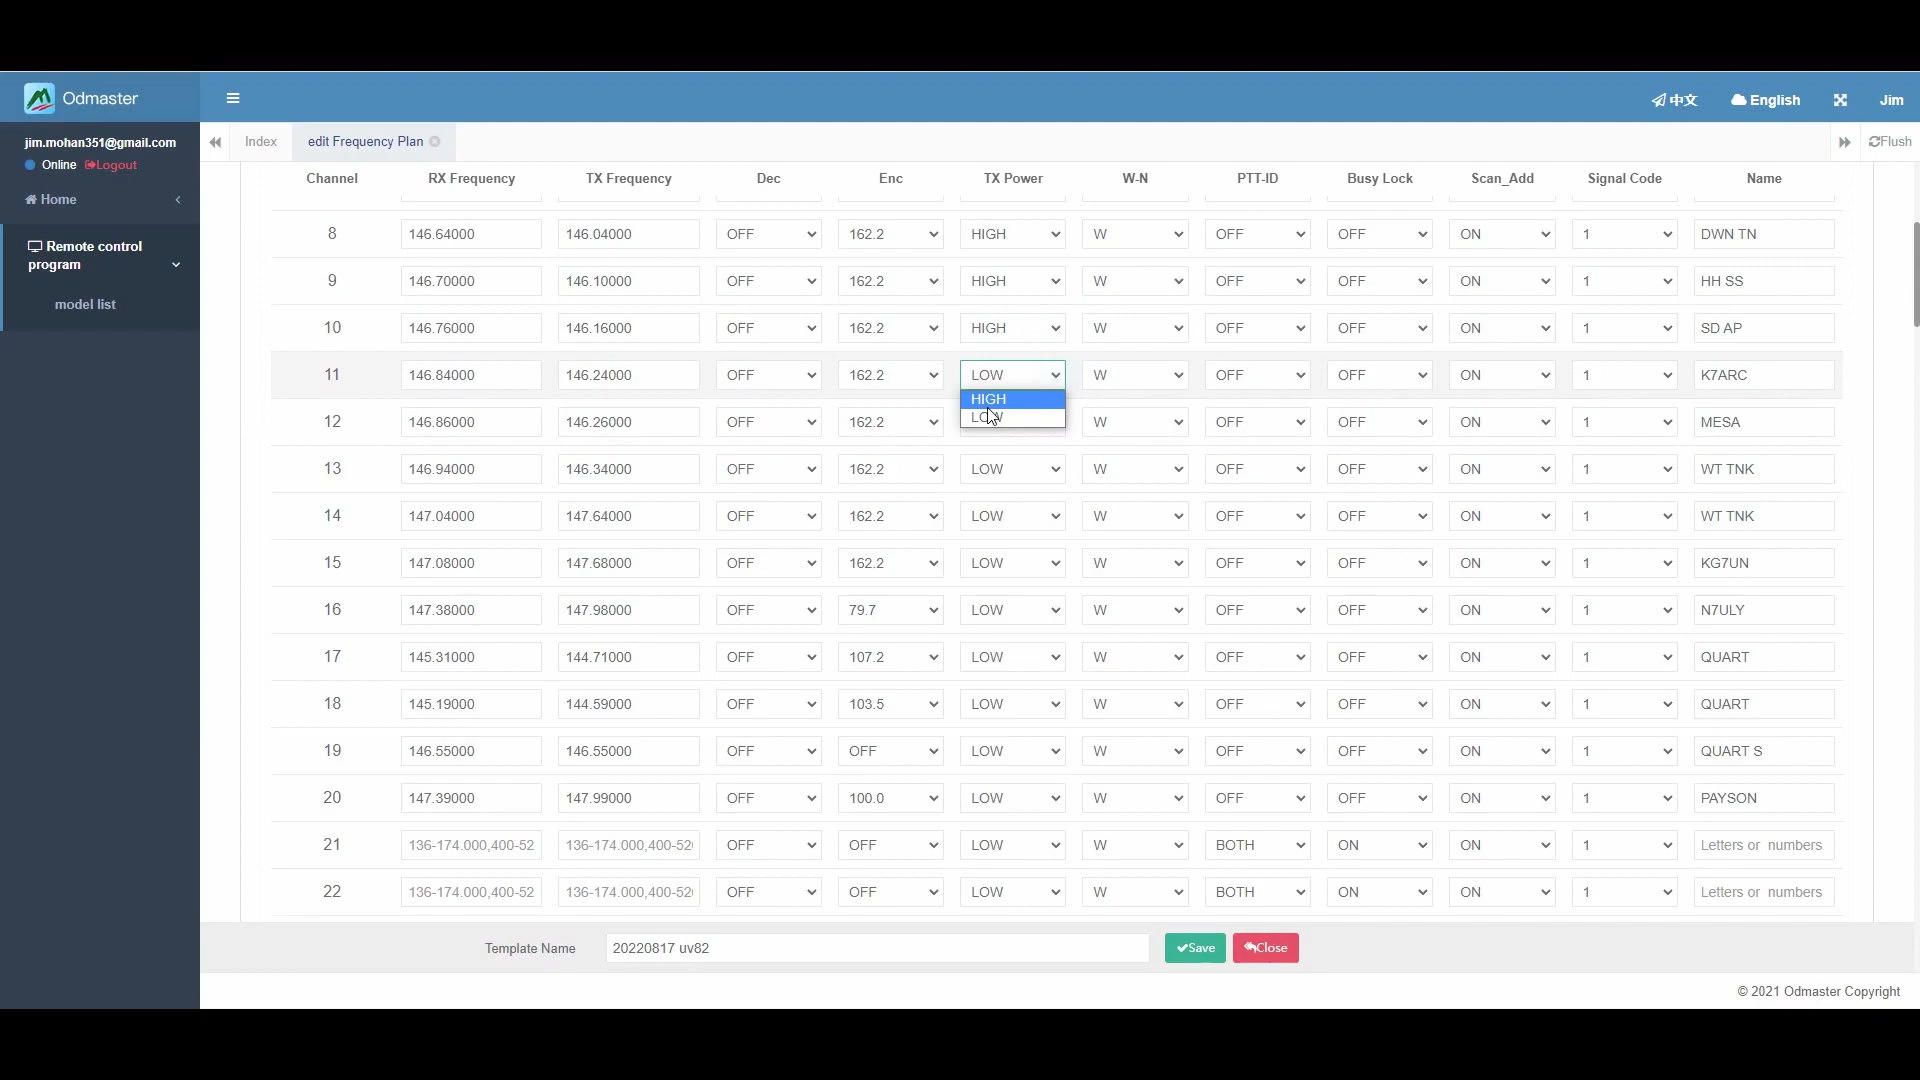 Odmaster
中文 English Jim
jim.mohan351@gmail.com
Online Logout
Index edit Frequency Plan Flush
Home
Remote control program
model list
Channel RX Frequency TX Frequency Dec Enc TX Power W-N PTT-ID Busy Lock Scan_Add Signal Code Name
8 146.64000 146.04000 OFF 162.2 HIGH W OFF OFF ON 1 DWN TN
9 146.70000 146.10000 OFF 162.2 HIGH W OFF OFF ON 1 HH SS
10 146.76000 146.16000 OFF 162.2 HIGH W OFF OFF ON 1 SD AP
11 146.84000 146.24000 OFF 162.2 LOW W OFF OFF ON 1 K7ARC
HIGH
LOW
12 146.86000 146.26000 OFF 162.2 W OFF OFF ON 1 MESA
13 146.94000 146.34000 OFF 162.2 LOW W OFF OFF ON 1 WT TNK
14 147.04000 147.64000 OFF 162.2 LOW W OFF OFF ON 1 WT TNK
15 147.08000 147.68000 OFF 162.2 LOW W OFF OFF ON 1 KG7UN
16 147.38000 147.98000 OFF 79.7 LOW W OFF OFF ON 1 N7ULY
17 145.31000 144.71000 OFF 107.2 LOW W OFF OFF ON 1 QUART
18 145.19000 144.59000 OFF 103.5 LOW W OFF OFF ON 1 QUART
19 146.55000 146.55000 OFF OFF LOW W OFF OFF ON 1 QUART S
20 147.39000 147.99000 OFF 100.0 LOW W OFF OFF ON 1 PAYSON
21 136-174.000,400-52 136-174.000,400-52 OFF OFF LOW W BOTH ON ON 1 Letters or numbers
22 136-174.000,400-52 136-174.000,400-52 OFF OFF LOW W BOTH ON ON 1 Letters or numbers
Template Name 20220817 uv82 Save Close
© 2021 Odmaster Copyright